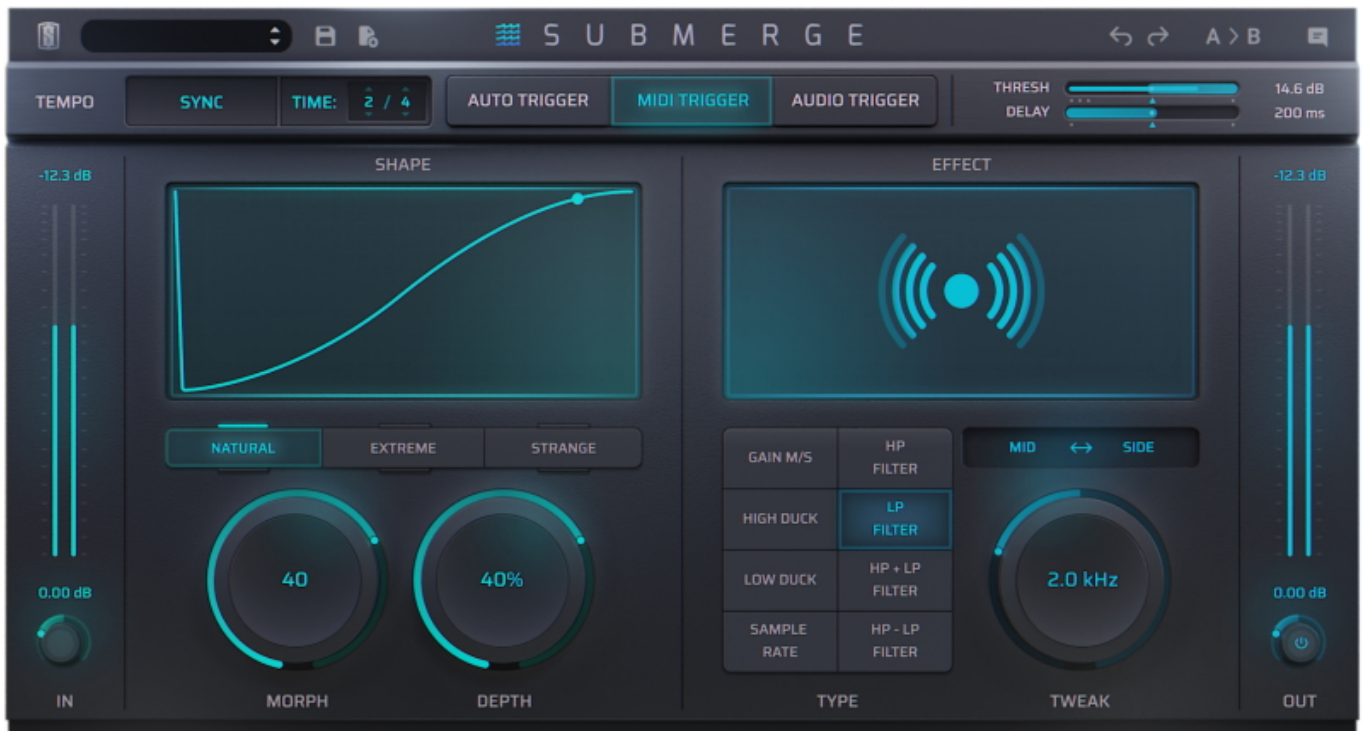 SUBMERGE
A > B
TEMPO
SYNC
TIME: 2 / 4
AUTO TRIGGER
MIDI TRIGGER
AUDIO TRIGGER
THRESH
14.6 dB
DELAY
200 ms
-12.3 dB
SHAPE
EFFECT
-12.3 dB
NATURAL
EXTREME
STRANGE
GAIN M/S
HP
FILTER
MID
SIDE
HIGH DUCK
LP
FILTER
LOW DUCK
HP + LP
FILTER
SAMPLE
RATE
HP - LP
FILTER
40
40%
2.0 kHz
0.00 dB
0.00 dB
IN
MORPH
DEPTH
TYPE
TWEAK
OUT